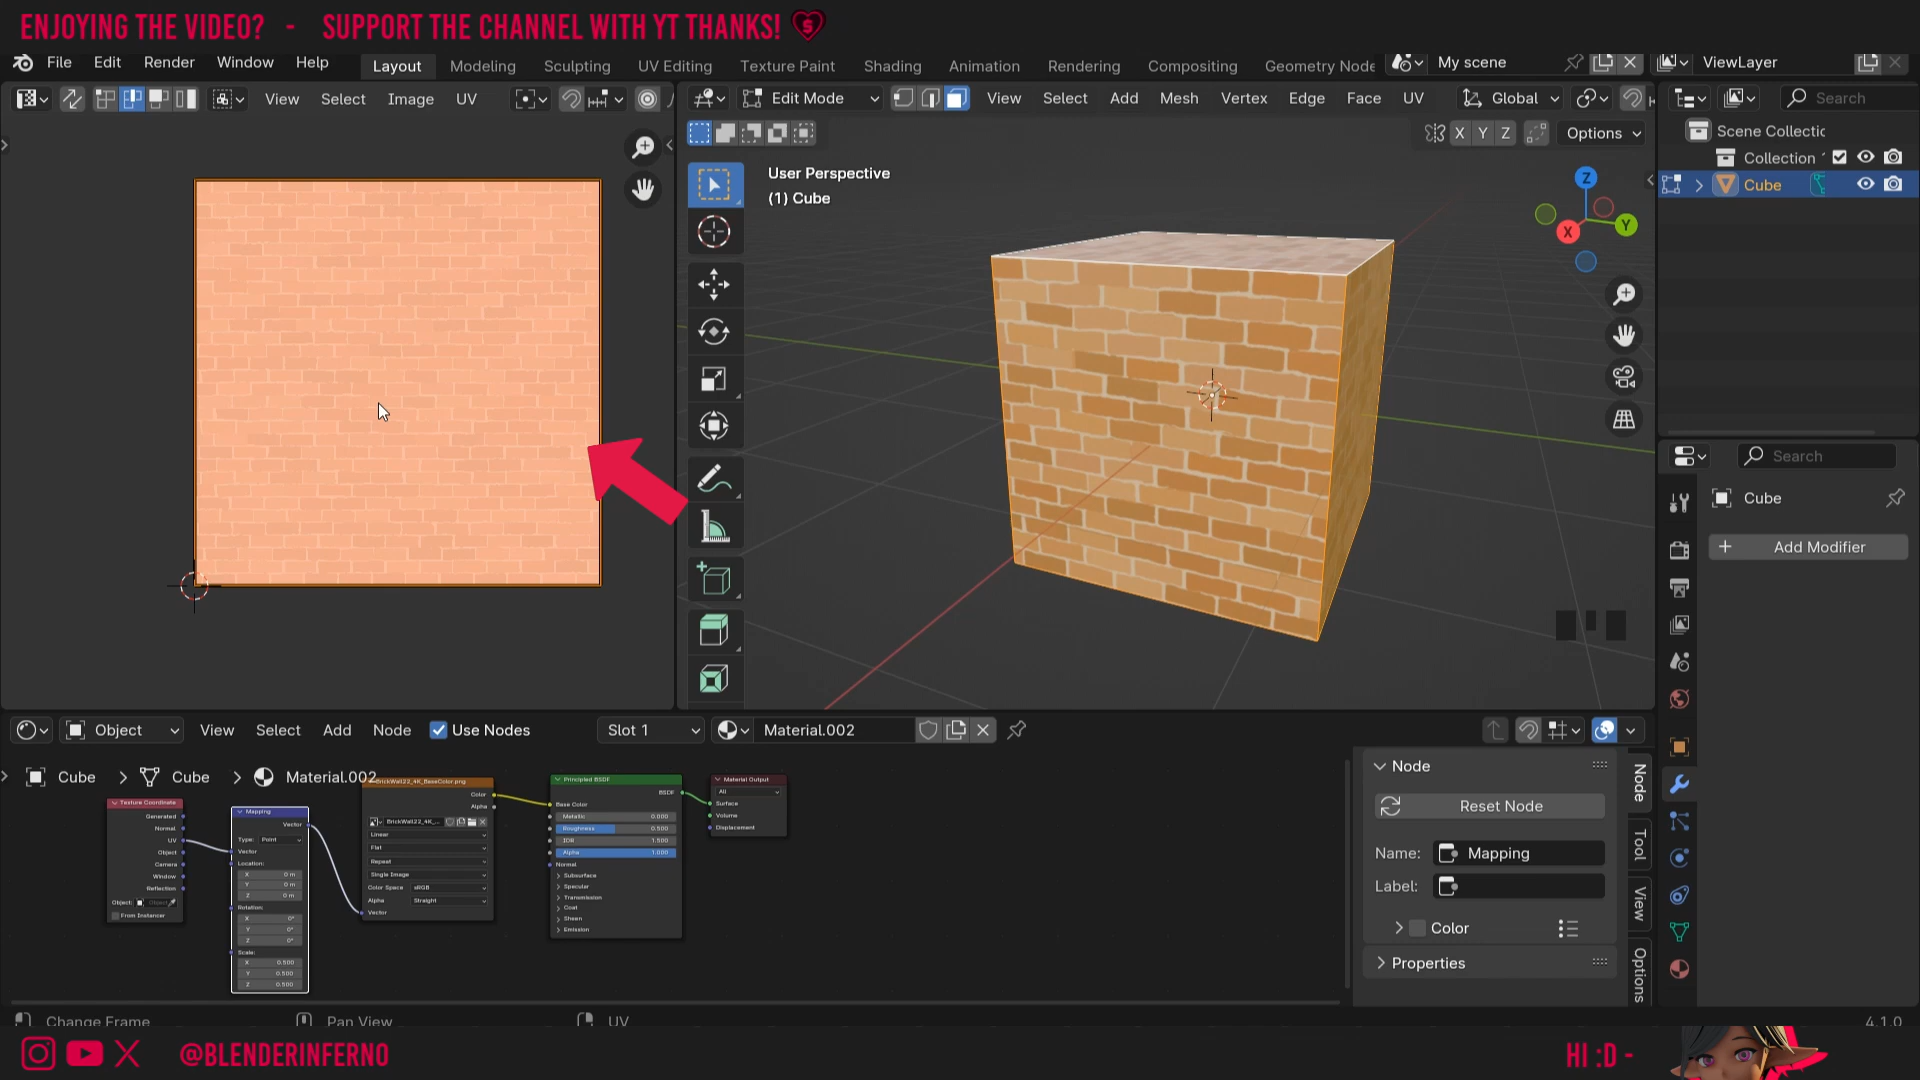 ENJOYING THE VIDEO? - SUPPORT THE CHANNEL WITH YT THANKS!
File Edit Render Window Help Layout Modeling Sculpting UV Editing Texture Paint Shading Animation Rendering Compositing Geometry Node My scene ViewLayer
View Select Image UV
Edit Mode View Select Add Mesh Vertex Edge Face UV Global
Search
X Y Z Options
Scene Collectic
Collection
Cube
User Perspective
(1) Cube
Z
Y
X
Search
Cube
Add Modifier
Object View Select Add Node Use Nodes Slot 1 Material.002
Cube Cube Material.002
Texture Coordinate
Generated
Normal
UV
Object
Camera
Window
Reflection
Object: Object
From Instancer
Mapping
Vector
Type: Point
Vector
Location:
X 0 m
Y 0 m
Z 0 m
Rotation:
X 0°
Y 0°
Z 0°
Scale:
X 0.500
Y 0.500
Z 0.500
BrickWall22_4K_BaseColor.png
Color
Alpha
BrickWall22_4K_...
Linear
Flat
Repeat
Single Image
Color Space sRGB
Alpha Straight
Vector
Principled BSDF
BSDF
Base Color
Metallic 0.000
Roughness 0.500
IOR 1.500
Alpha 1.000
Normal
Subsurface
Specular
Transmission
Coat
Sheen
Emission
Material Output
All
Surface
Volume
Displacement
Node
Reset Node
Name: Mapping
Label:
Color
Properties
Node
Tool
View
Options
Change Frame Pan View UV 4.1.0
@BLENDERINFERNO
HI :D -